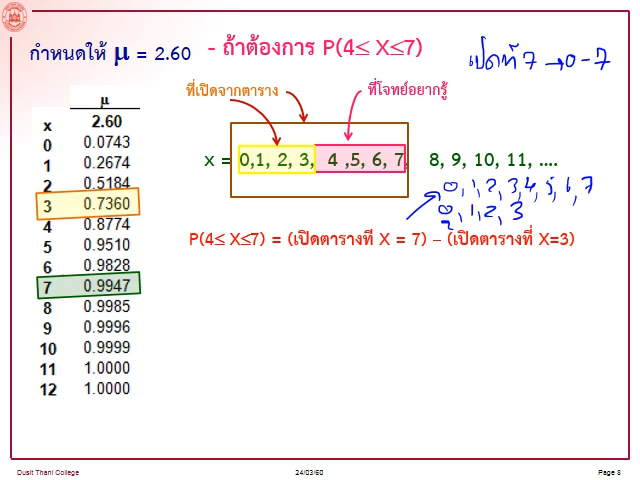 กำหนดให้ μ = 2.60
- ถ้าต้องการ P(4≤ X≤7)
เปิดที่ 7 → 0 - 7
ที่เปิดจากตาราง
ที่โจทย์อยากรู้
μ
x 2.60
0 0.0743
1 0.2674
2 0.5184
3 0.7360
4 0.8774
5 0.9510
6 0.9828
7 0.9947
8 0.9985
9 0.9996
10 0.9999
11 1.0000
12 1.0000
x = 0,1, 2, 3, 4 ,5, 6, 7, 8, 9, 10, 11, ....
0, 1, 2, 3, 4, 5, 6, 7
0, 1, 2, 3
P(4≤ X≤7) = (เปิดตารางที X = 7) – (เปิดตารางที่ X=3)
Dusit Thani College
24/03/60
Page 8